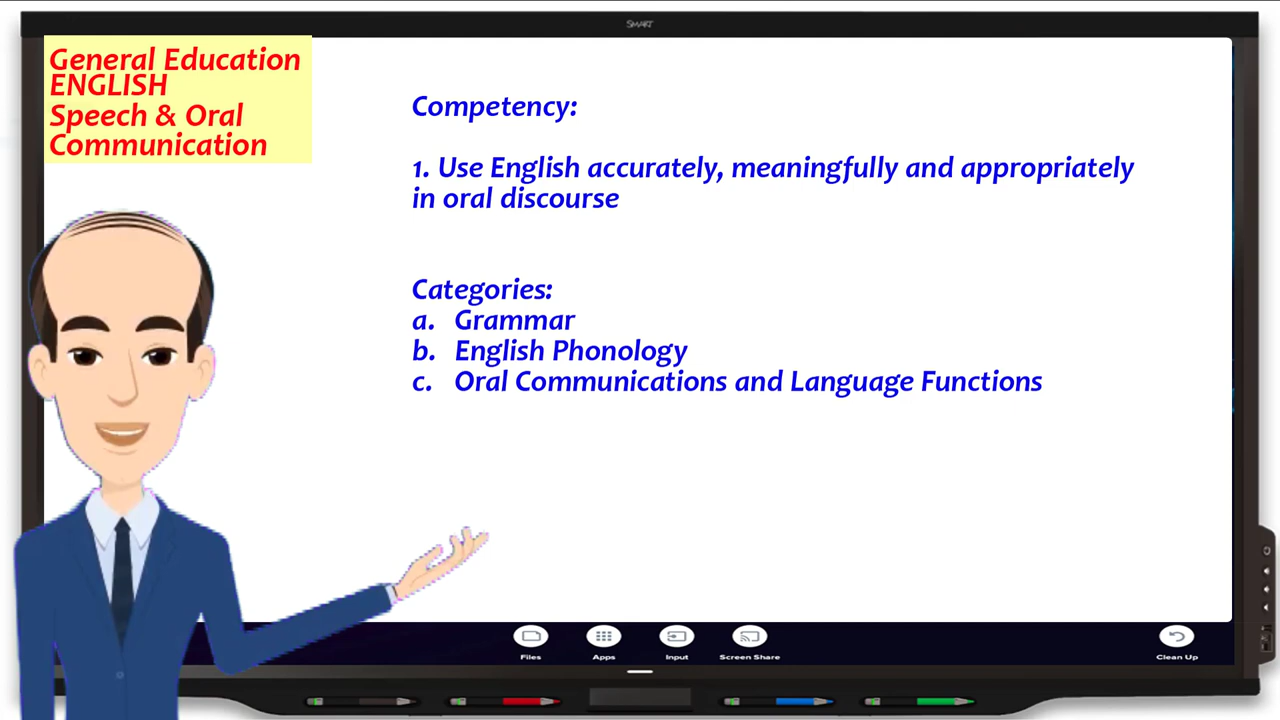 SMART
General Education
ENGLISH
Speech & Oral
Communication
Competency:
1. Use English accurately, meaningfully and appropriately
in oral discourse
Categories:
a. Grammar
b. English Phonology
c. Oral Communications and Language Functions
Files
Apps
Input
Screen Share
Clean Up